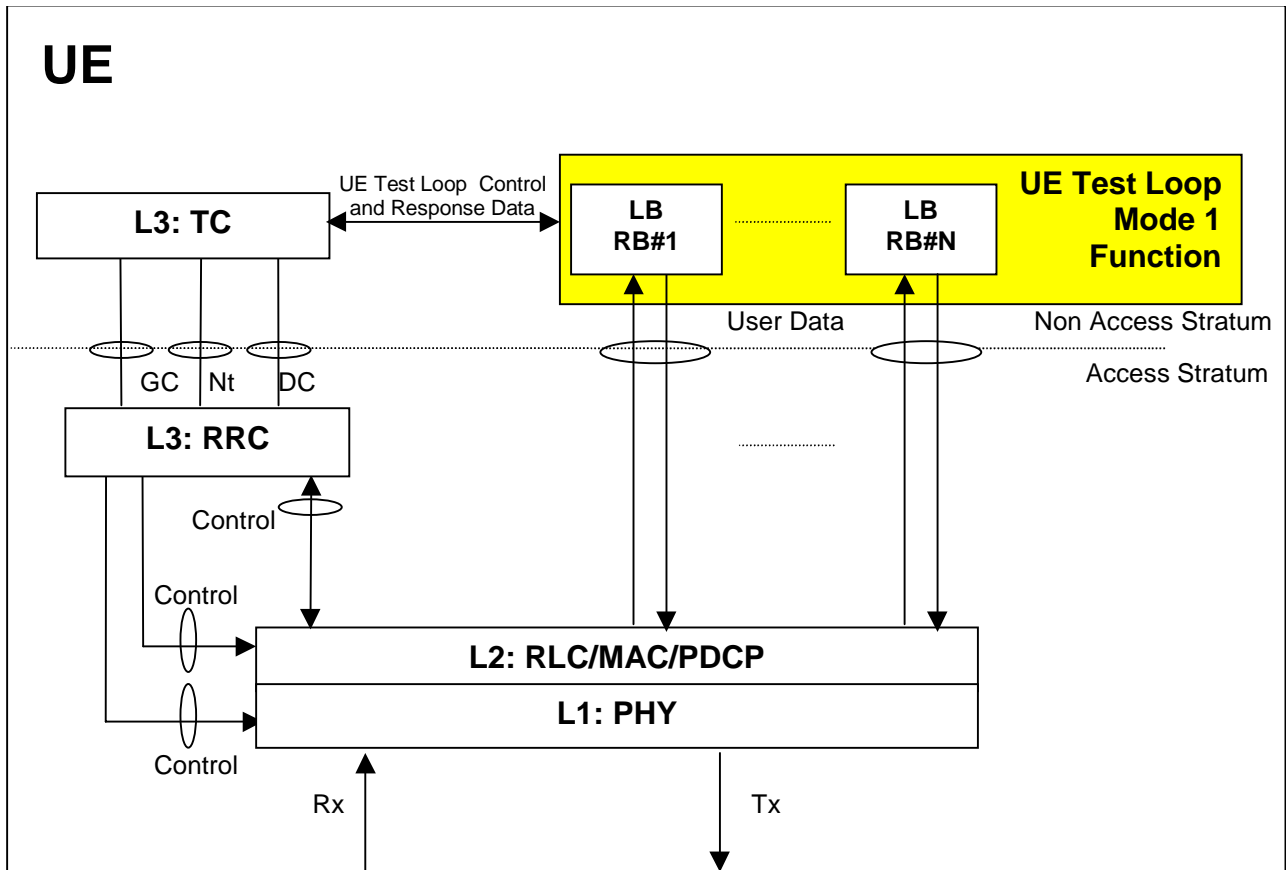 UE
UE Test Loop Control
and Response Data
L3: TC
LB
RB#1
LB
RB#N
UE Test Loop
Mode 1
Function
User Data
Non Access Stratum
GC
Nt
DC
Access Stratum
L3: RRC
Control
Control
L2: RLC/MAC/PDCP
L1: PHY
Control
Rx
Tx